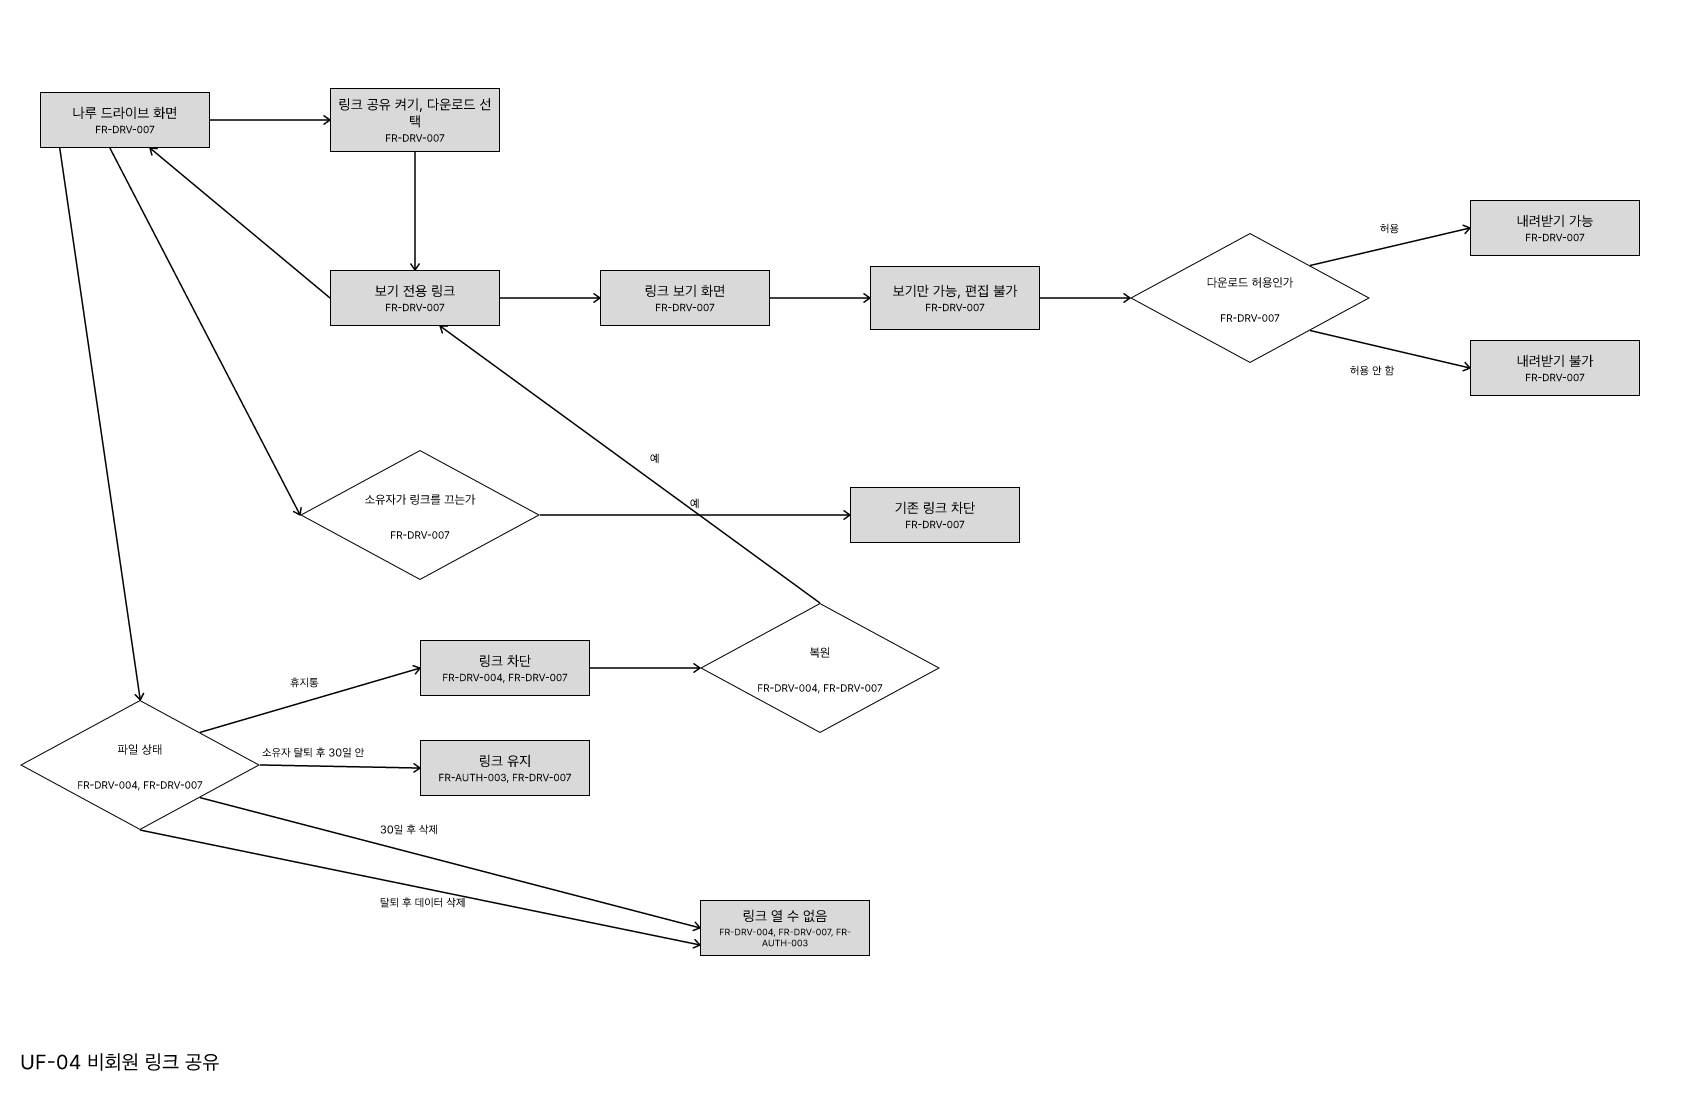 나루 드라이브 화면
FR-DRV-007
링크 공유 켜기, 다운로드 선
택
FR-DRV-007
보기 전용 링크
FR-DRV-007
링크 보기 화면
FR-DRV-007
보기만 가능, 편집 불가
FR-DRV-007
다운로드 허용인가
FR-DRV-007
허용
내려받기 가능
FR-DRV-007
허용 안 함
내려받기 불가
FR-DRV-007
예
소유자가 링크를 끄는가
FR-DRV-007
예
기존 링크 차단
FR-DRV-007
휴지통
링크 차단
FR-DRV-004, FR-DRV-007
복원
FR-DRV-004, FR-DRV-007
파일 상태
FR-DRV-004, FR-DRV-007
소유자 탈퇴 후 30일 안
링크 유지
FR-AUTH-003, FR-DRV-007
30일 후 삭제
탈퇴 후 데이터 삭제
링크 열 수 없음
FR-DRV-004, FR-DRV-007, FR-
AUTH-003
UF-04 비회원 링크 공유